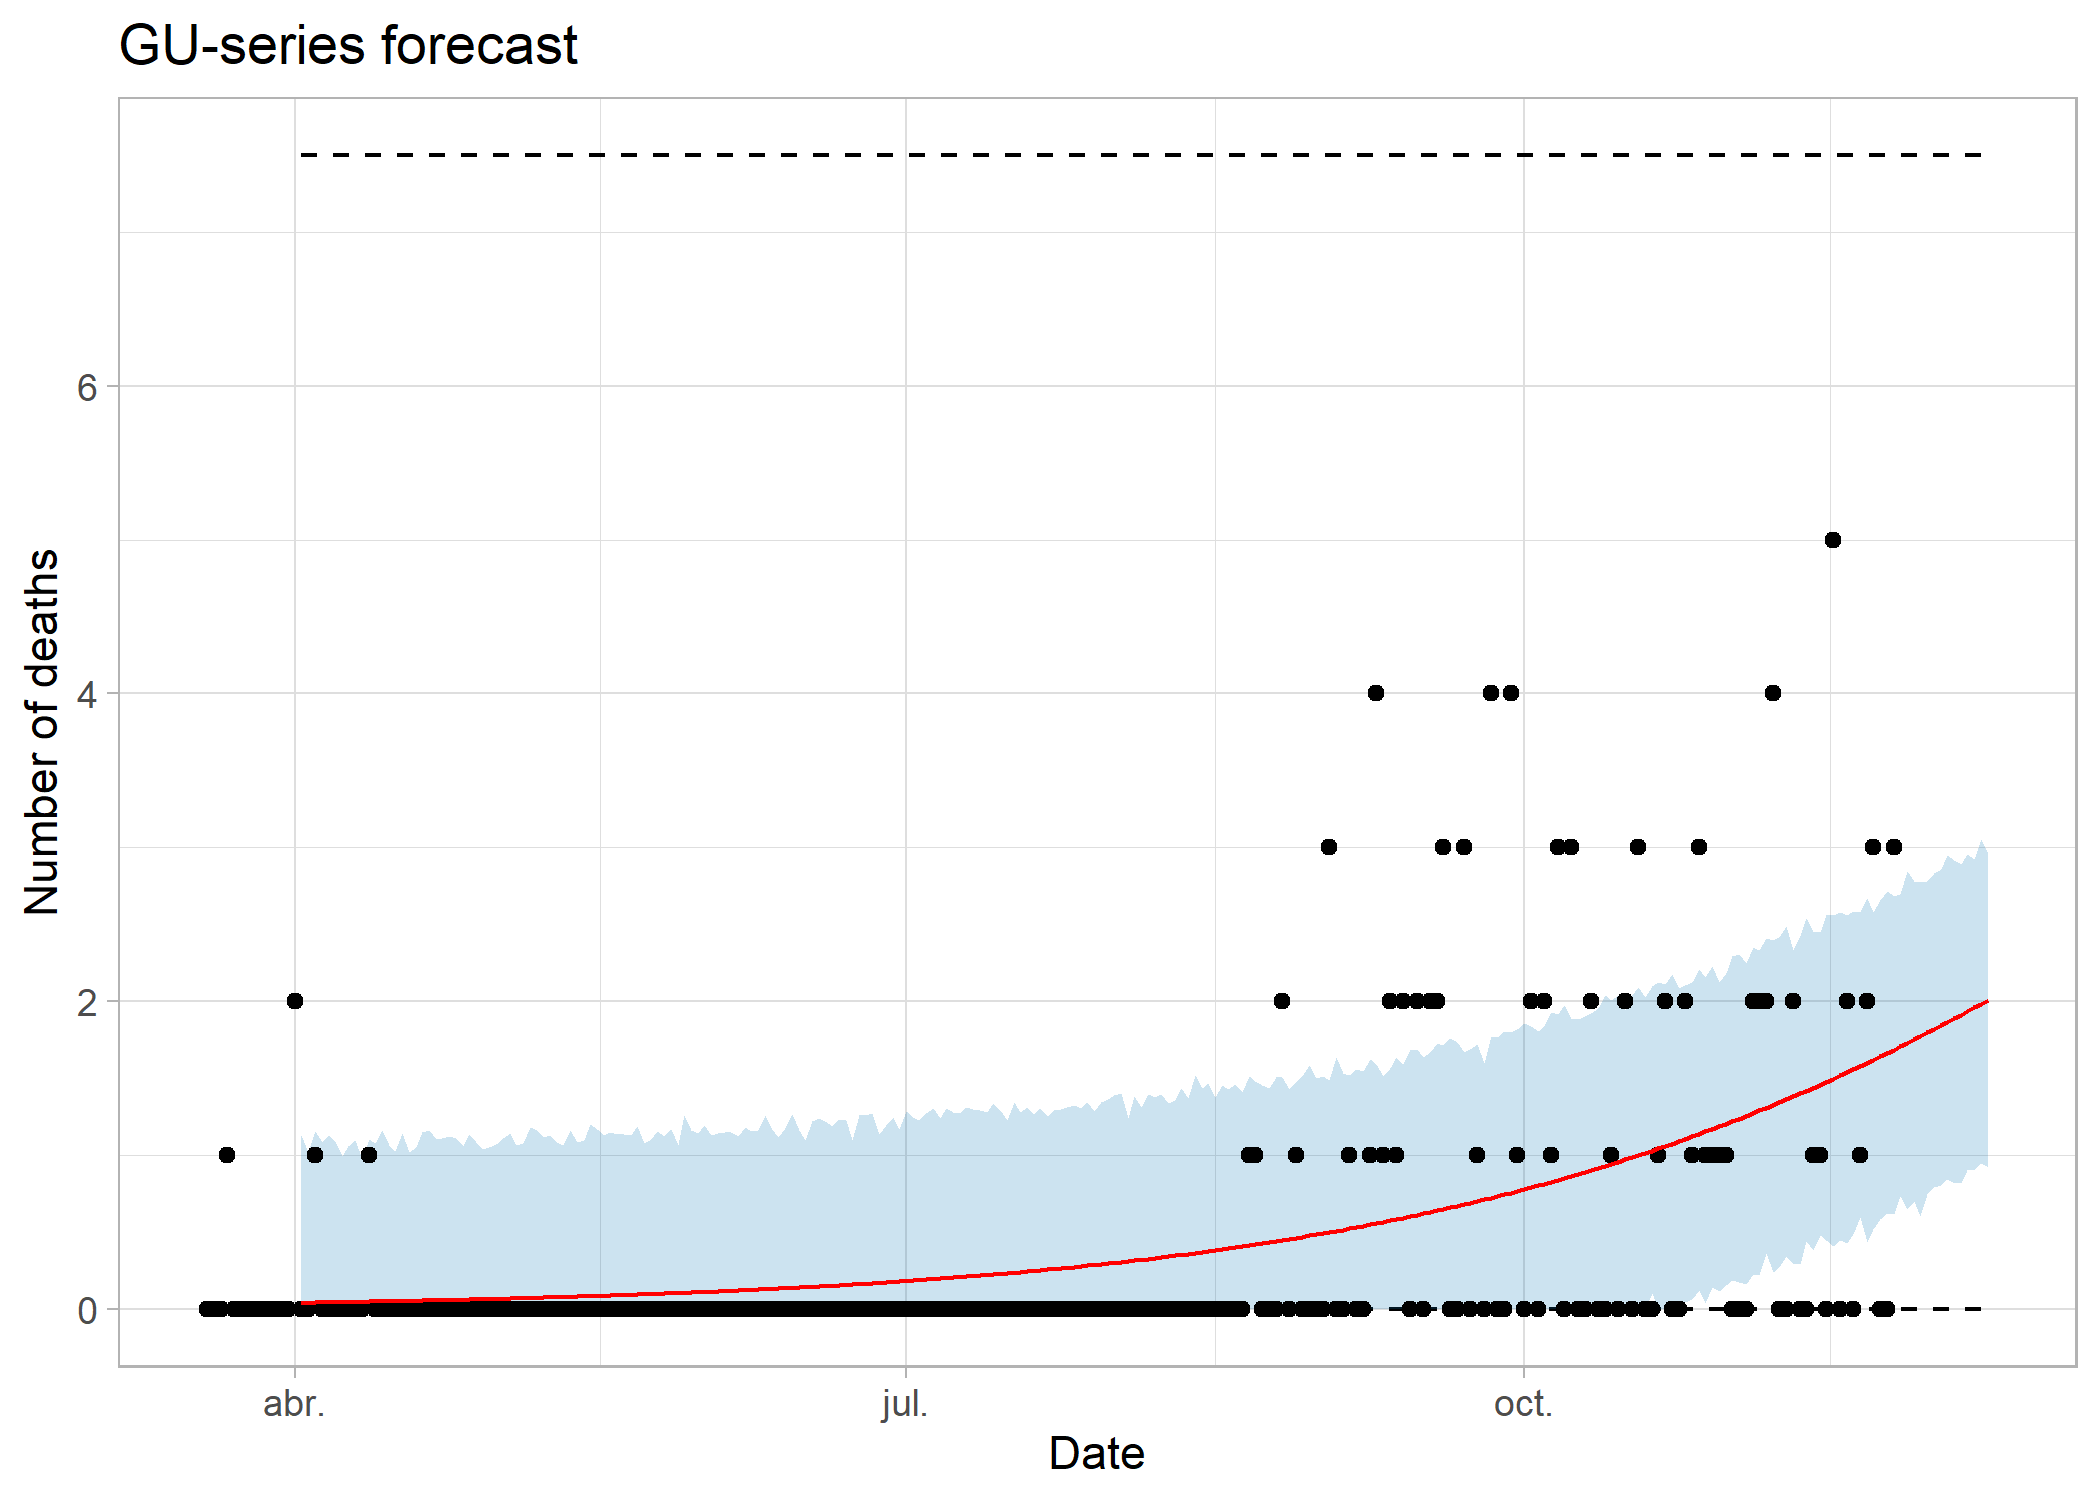 GU-series forecast
Number of deaths
6
4
2
0
abr.
jul.
oct.
Date